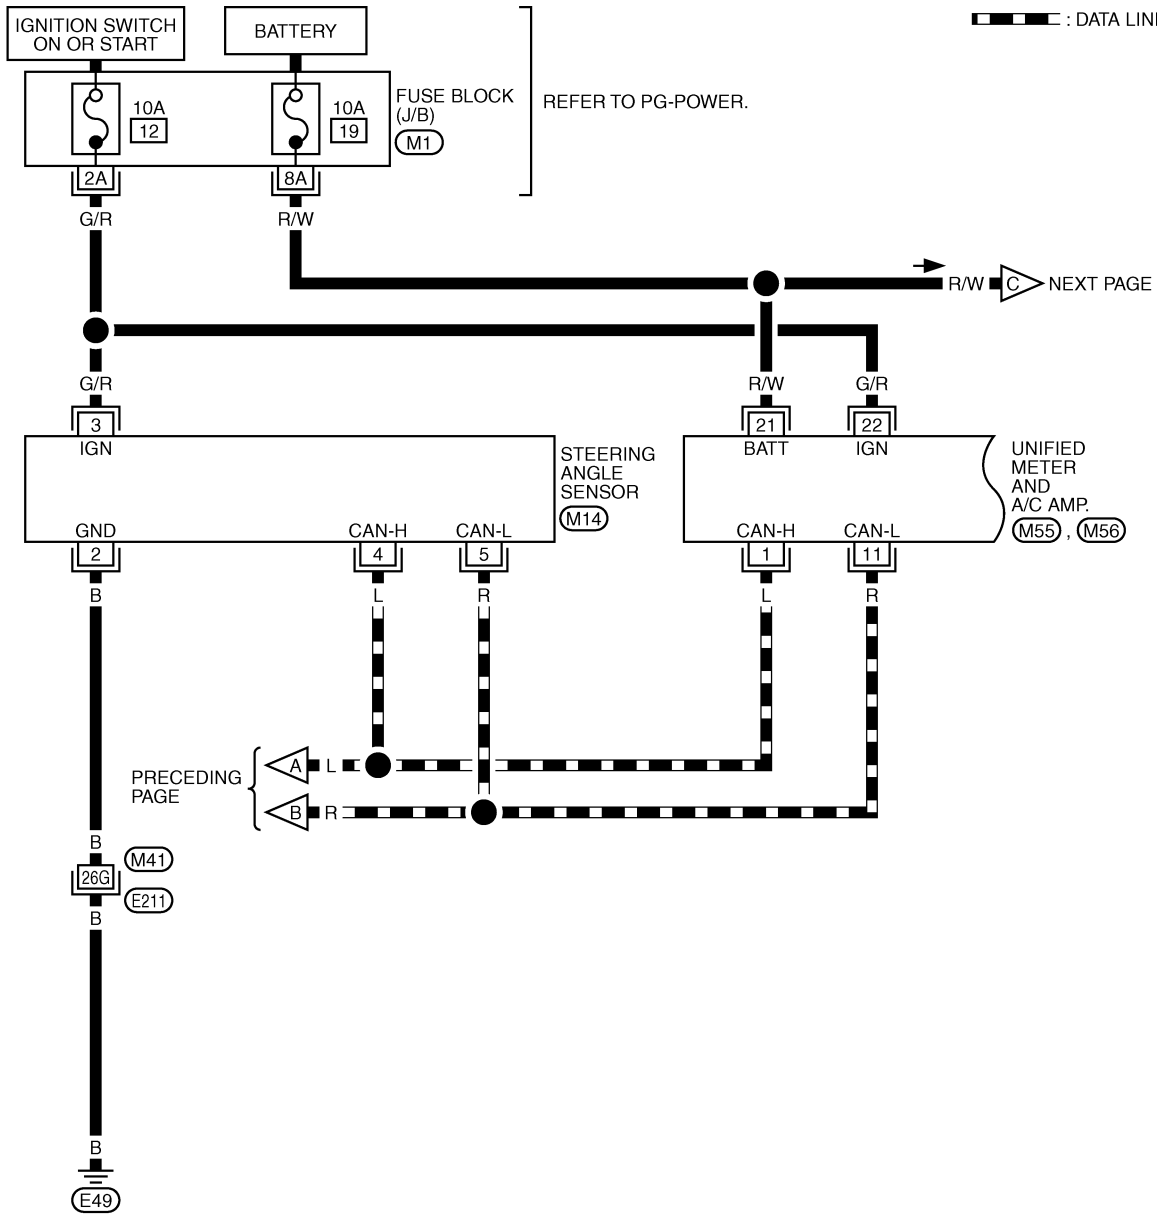 IGNITION SWITCH
ON OR START
BATTERY
: DATA LINE
10A
12
10A
19
FUSE BLOCK
(J/B)
M1
REFER TO PG-POWER.
2A
8A
G/R
R/W
R/W
C
NEXT PAGE
G/R
R/W
G/R
3
21
22
IGN
BATT
IGN
STEERING
ANGLE
SENSOR
M14
UNIFIED
METER
AND
A/C AMP.
M55 , M56
GND
CAN-H
CAN-L
CAN-H
CAN-L
2
4
5
1
11
B
L
R
L
R
PRECEDING
PAGE
A
L
B
R
B
M41
26G
E211
B
B
E49